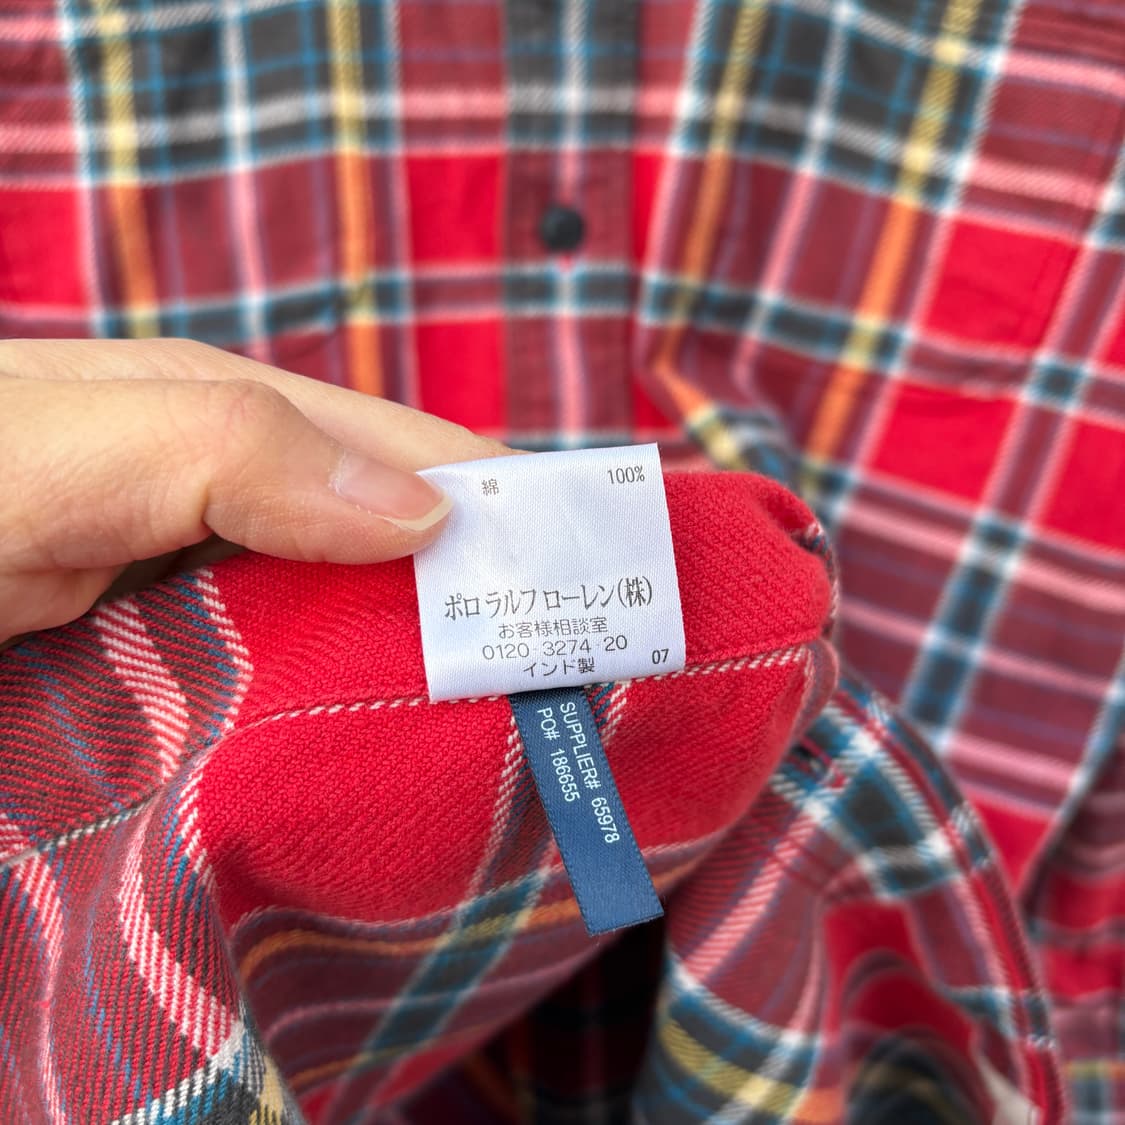 綿 100%
ポロ ラルフ ローレン(株)
お客様相談室
0120-3274-20
インド製 07
SUPPLIER# 65978
PO# 186655